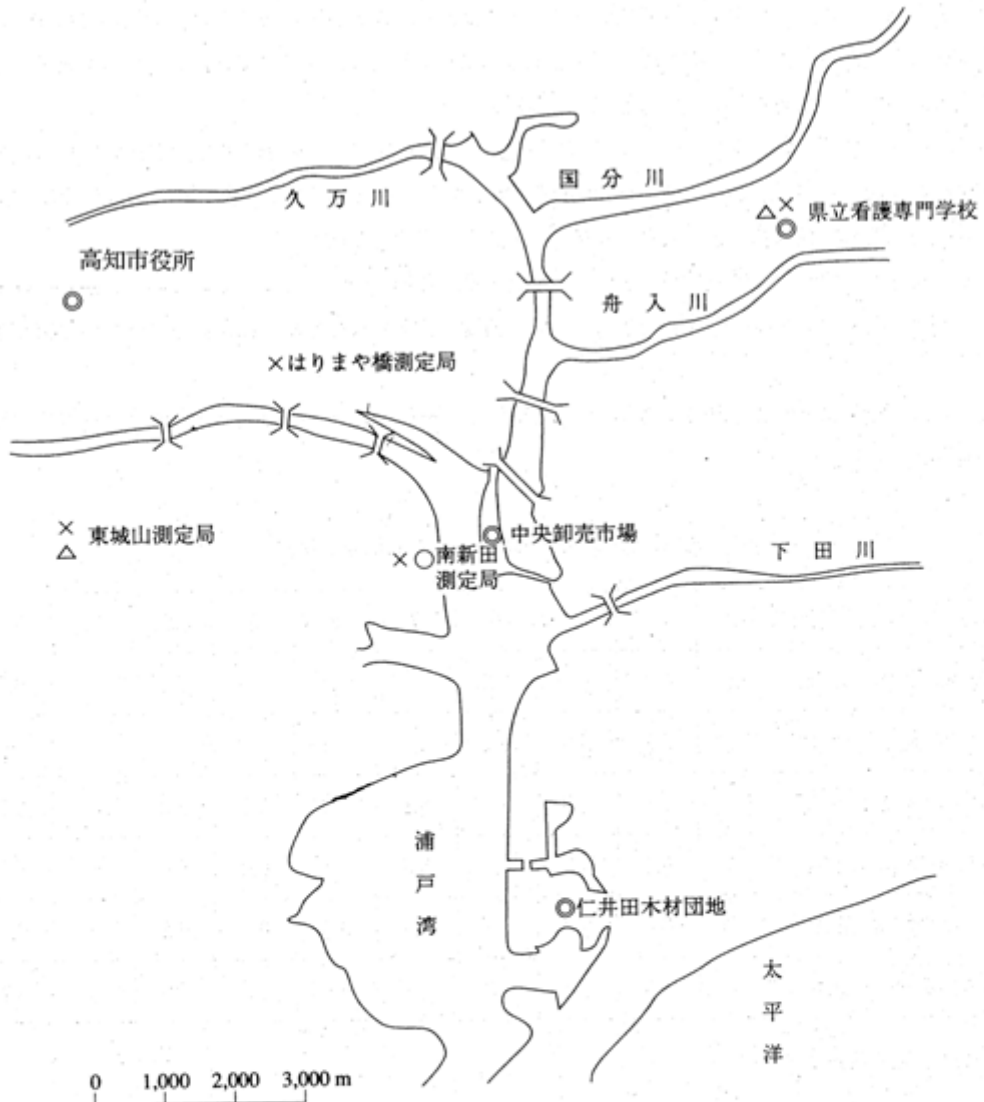 久万川
国分川
県立看護専門学校
高知市役所
舟入川
はりまや橋測定局
東城山測定局
中央卸売市場
南新田
測定局
下田川
浦戸湾
仁井田木材団地
太平洋
0 1,000 2,000 3,000 m